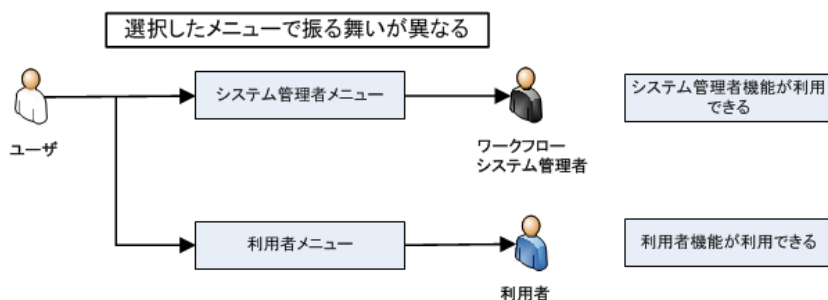 選択したメニューで振る舞いが異なる
システム管理者メニュー
システム管理者機能が利用
できる
ユーザ
ワークフロー
システム管理者
利用者メニュー
利用者機能が利用できる
利用者